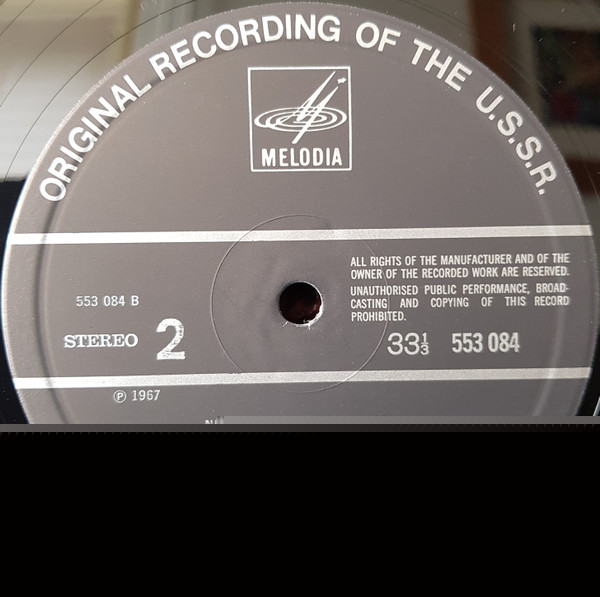 ORIGINAL RECORDING OF THE U.S.S.R.
MELODIA
ALL RIGHTS OF THE MANUFACTURER AND OF THE
OWNER OF THE RECORDED WORK ARE RESERVED.
UNAUTHORISED PUBLIC PERFORMANCE, BROAD-
CASTING AND COPYING OF THIS RECORD
PROHIBITED.
553 084 B
STEREO 2
33⅓ 553 084
℗ 1967